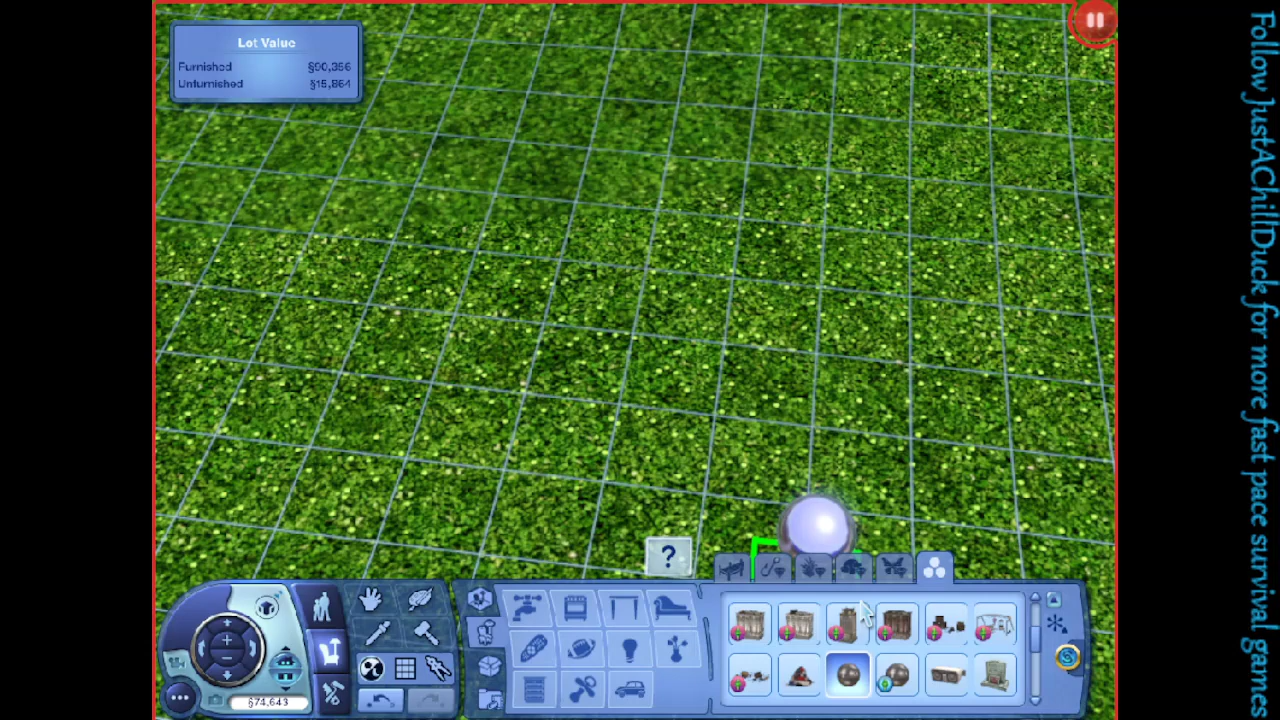 Lot Value
Furnished §90,356
Unfurnished §15,864
?
§74,643
Follow JustAChillDuck for more fast pace survival games